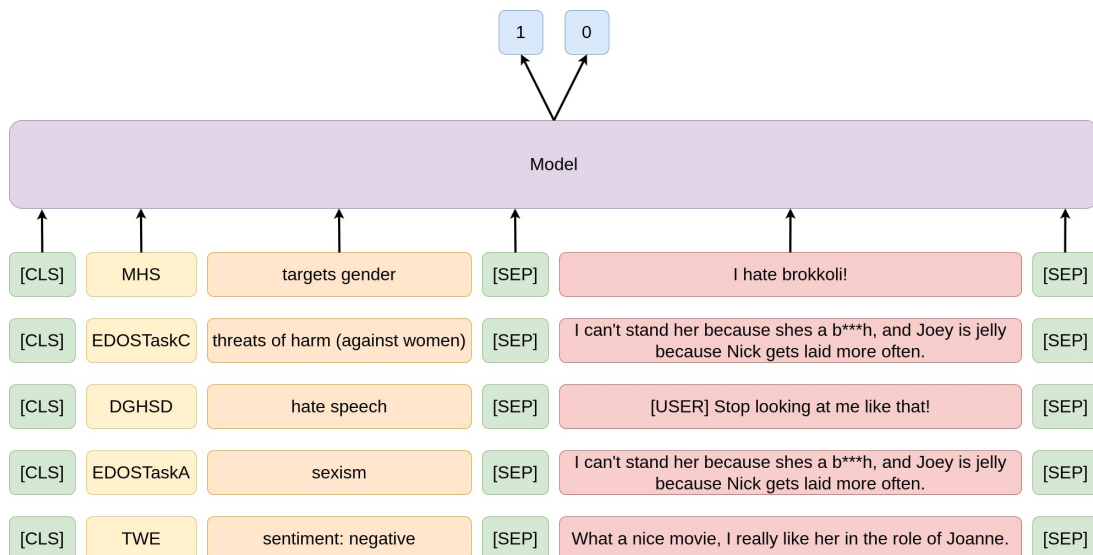 1 0
Model
[CLS] MHS targets gender [SEP] I hate brokkoli! [SEP]
[CLS] EDOSTaskC threats of harm (against women) [SEP] I can't stand her because shes a b***h, and Joey is jelly
because Nick gets laid more often. [SEP]
[CLS] DGHSD hate speech [SEP] [USER] Stop looking at me like that! [SEP]
[CLS] EDOSTaskA sexism [SEP] I can't stand her because shes a b***h, and Joey is jelly
because Nick gets laid more often. [SEP]
[CLS] TWE sentiment: negative [SEP] What a nice movie, I really like her in the role of Joanne. [SEP]